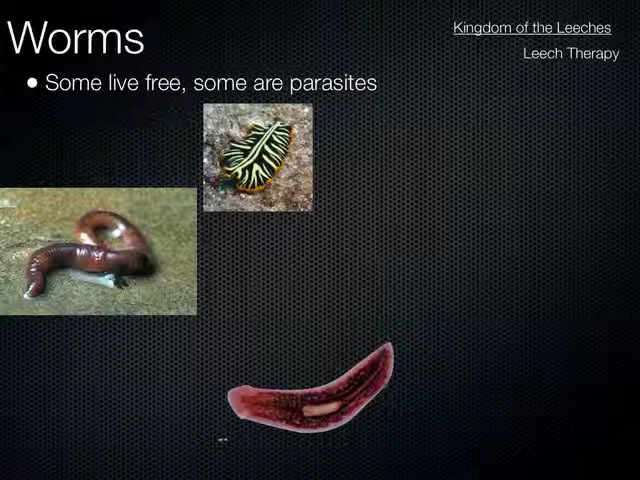 Worms
Kingdom of the Leeches
Leech Therapy
• Some live free, some are parasites